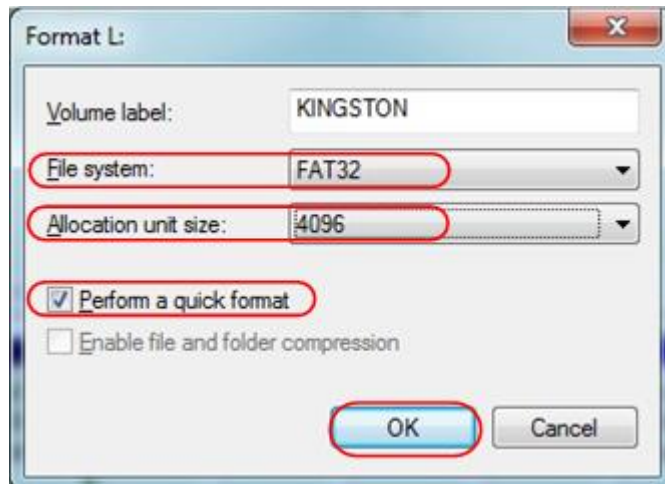 Format L:
Volume label: KINGSTON
File system: FAT32
Allocation unit size: 4096
Perform a quick format
Enable file and folder compression
OK Cancel